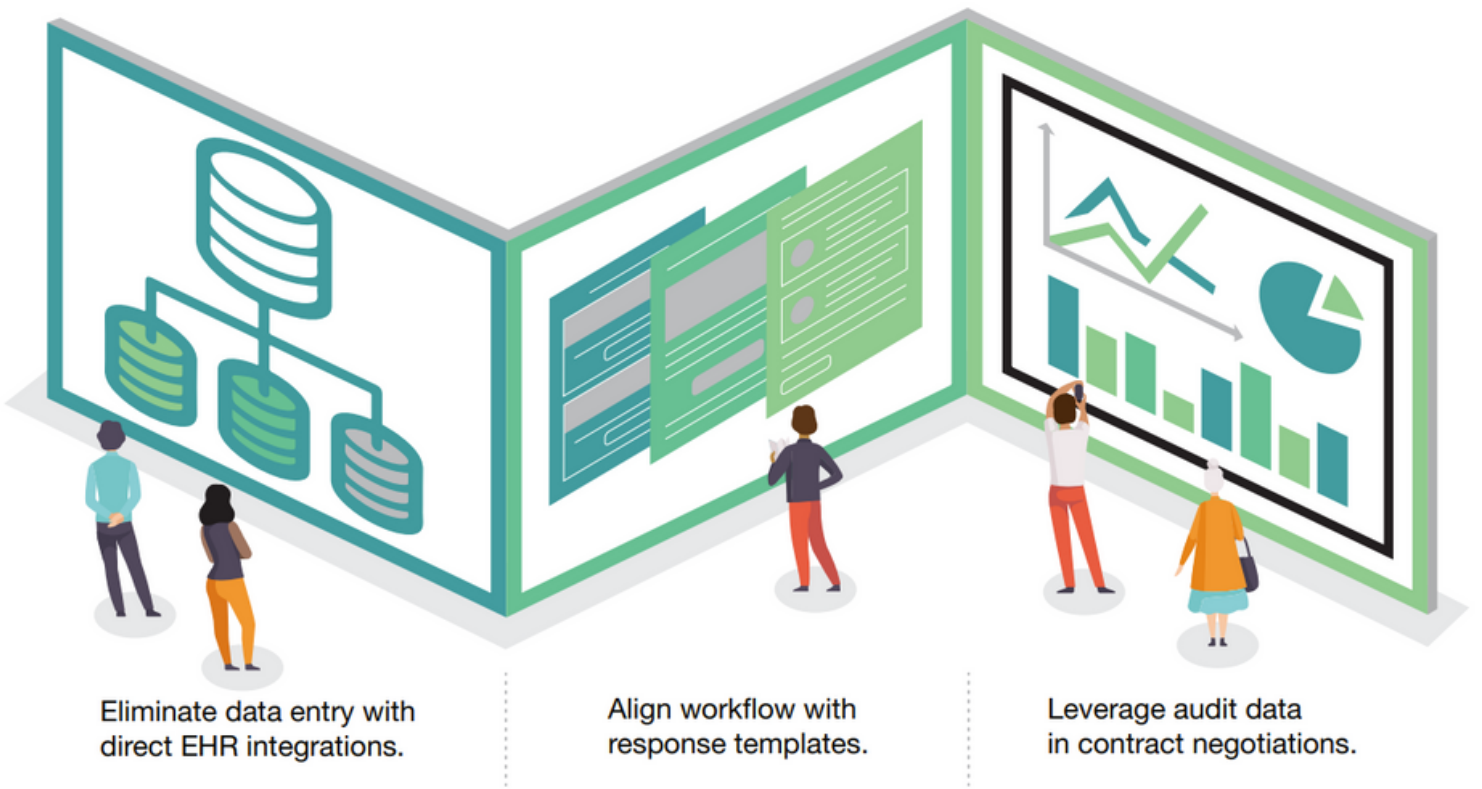 Eliminate data entry with
direct EHR integrations.
Align workflow with
response templates.
Leverage audit data
in contract negotiations.